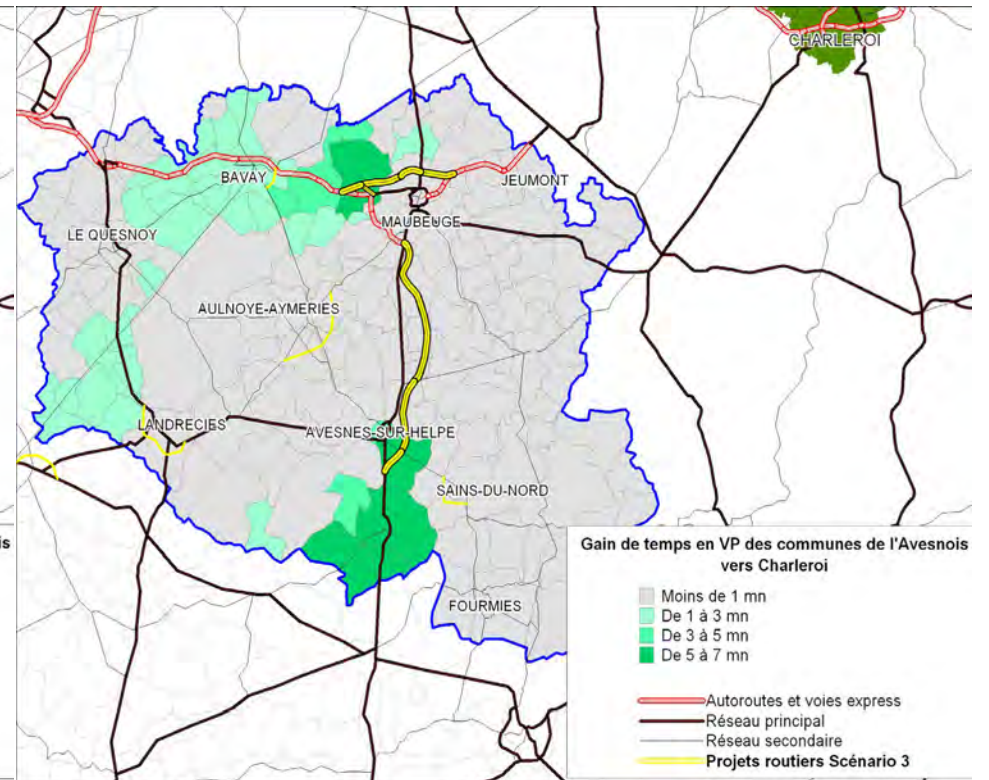 CHARLEROI
BAVAY
JEUMONT
MAUBEUGE
LE QUESNOY
AULNOYE-AYMERIES
LANDRECIES
AVESNES-SUR-HELPE
SAINS-DU-NORD
is
FOURMIES
Gain de temps en VP des communes de l'Avesnois
vers Charleroi
Moins de 1 mn
De 1 à 3 mn
De 3 à 5 mn
De 5 à 7 mn
Autoroutes et voies express
Réseau principal
Réseau secondaire
Projets routiers Scénario 3